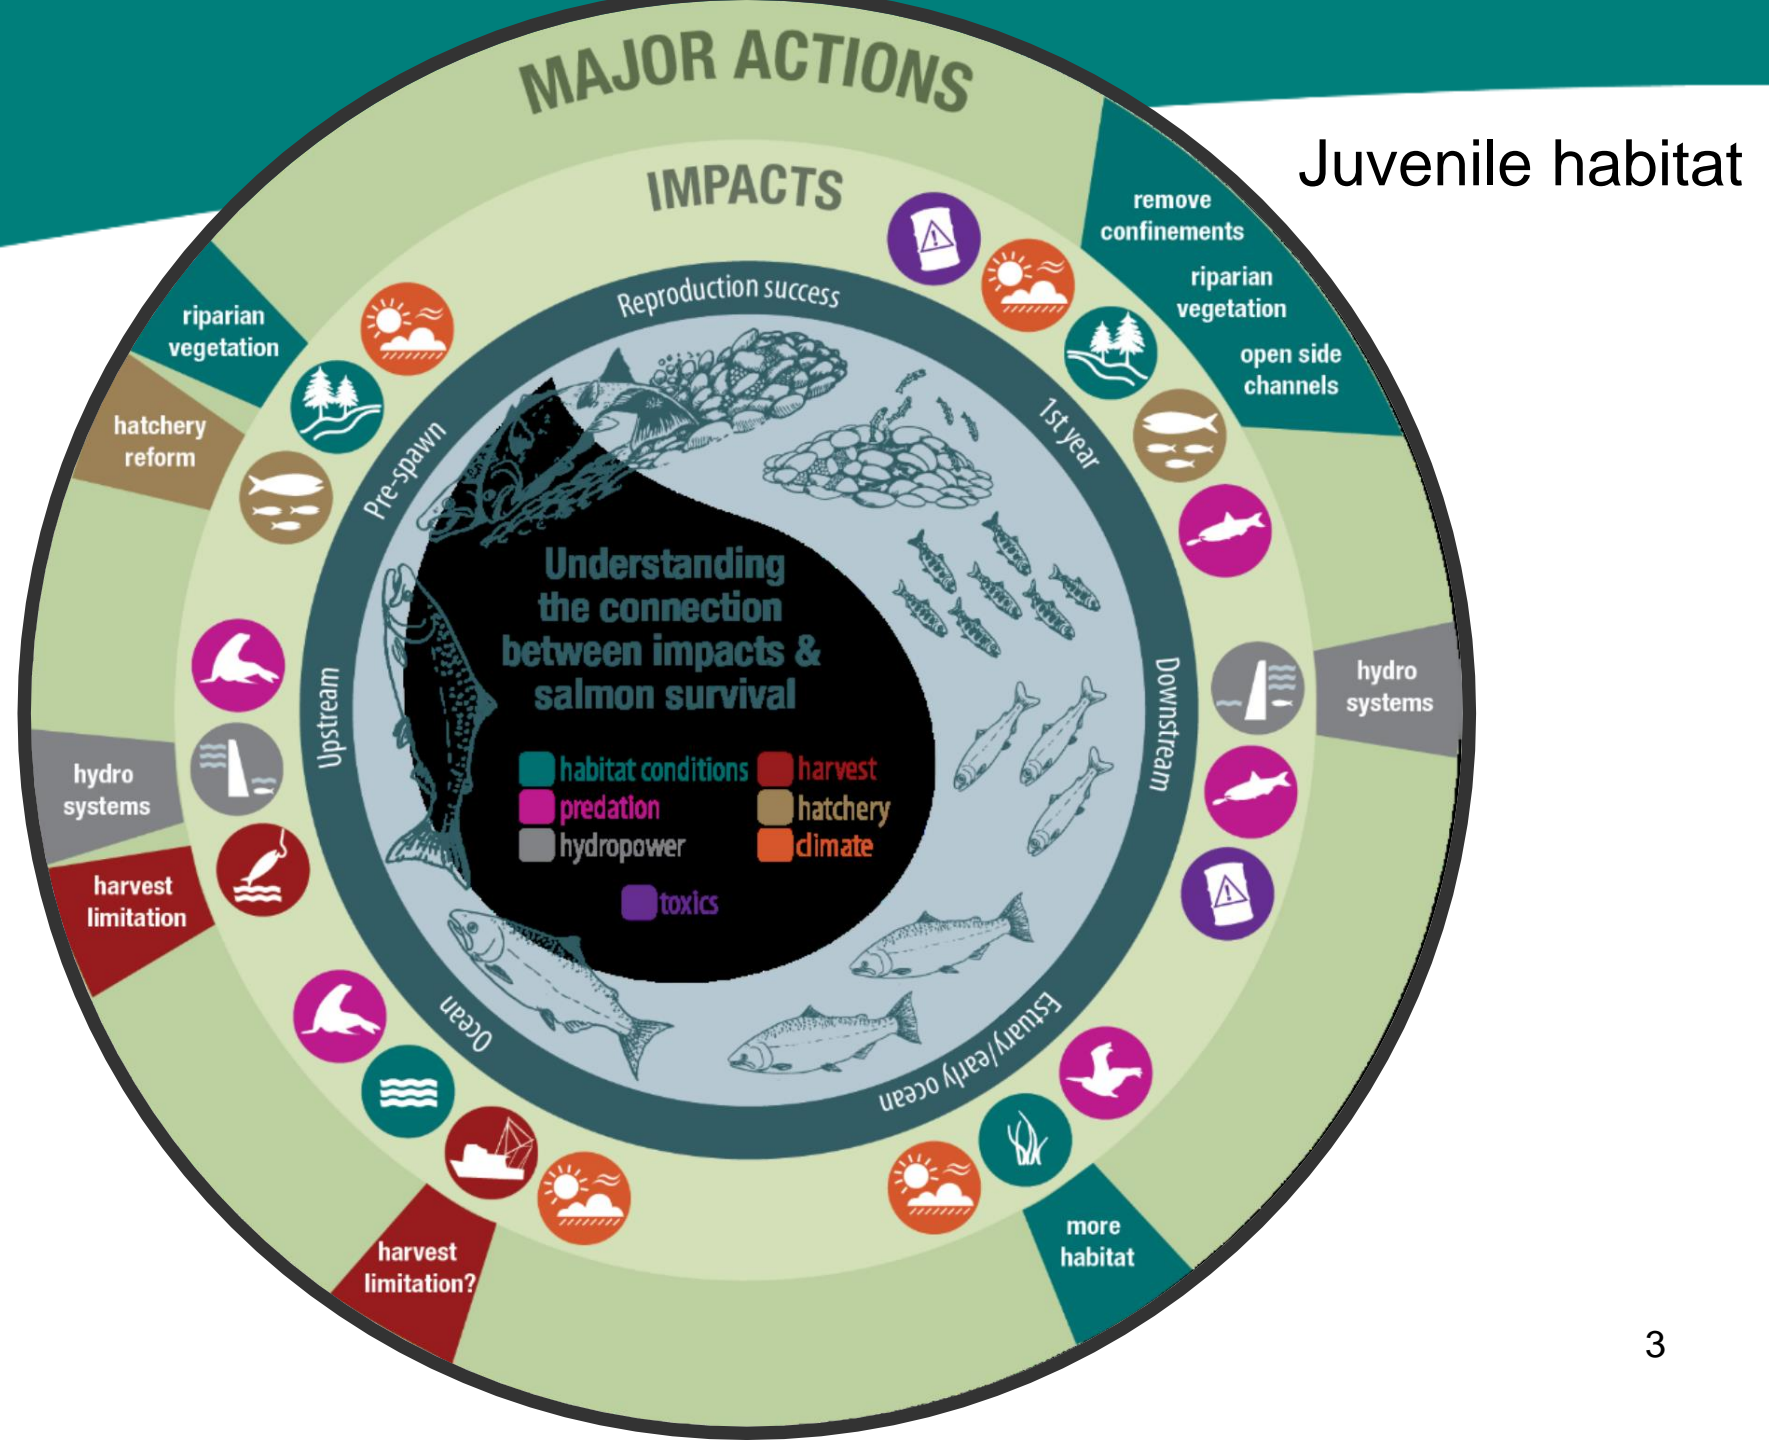 MAJOR ACTIONS
IMPACTS
Juvenile habitat
remove
confinements
riparian
vegetation
open side
channels
hydro
systems
more
habitat
harvest
limitation?
harvest
limitation
hydro
systems
hatchery
reform
riparian
vegetation
Reproduction success
1st year
Downstream
Estuary/early ocean
Ocean
Upstream
Pre-spawn
Understanding
the connection
between impacts &
salmon survival
habitat conditions
harvest
predation
hatchery
hydropower
climate
toxics
3